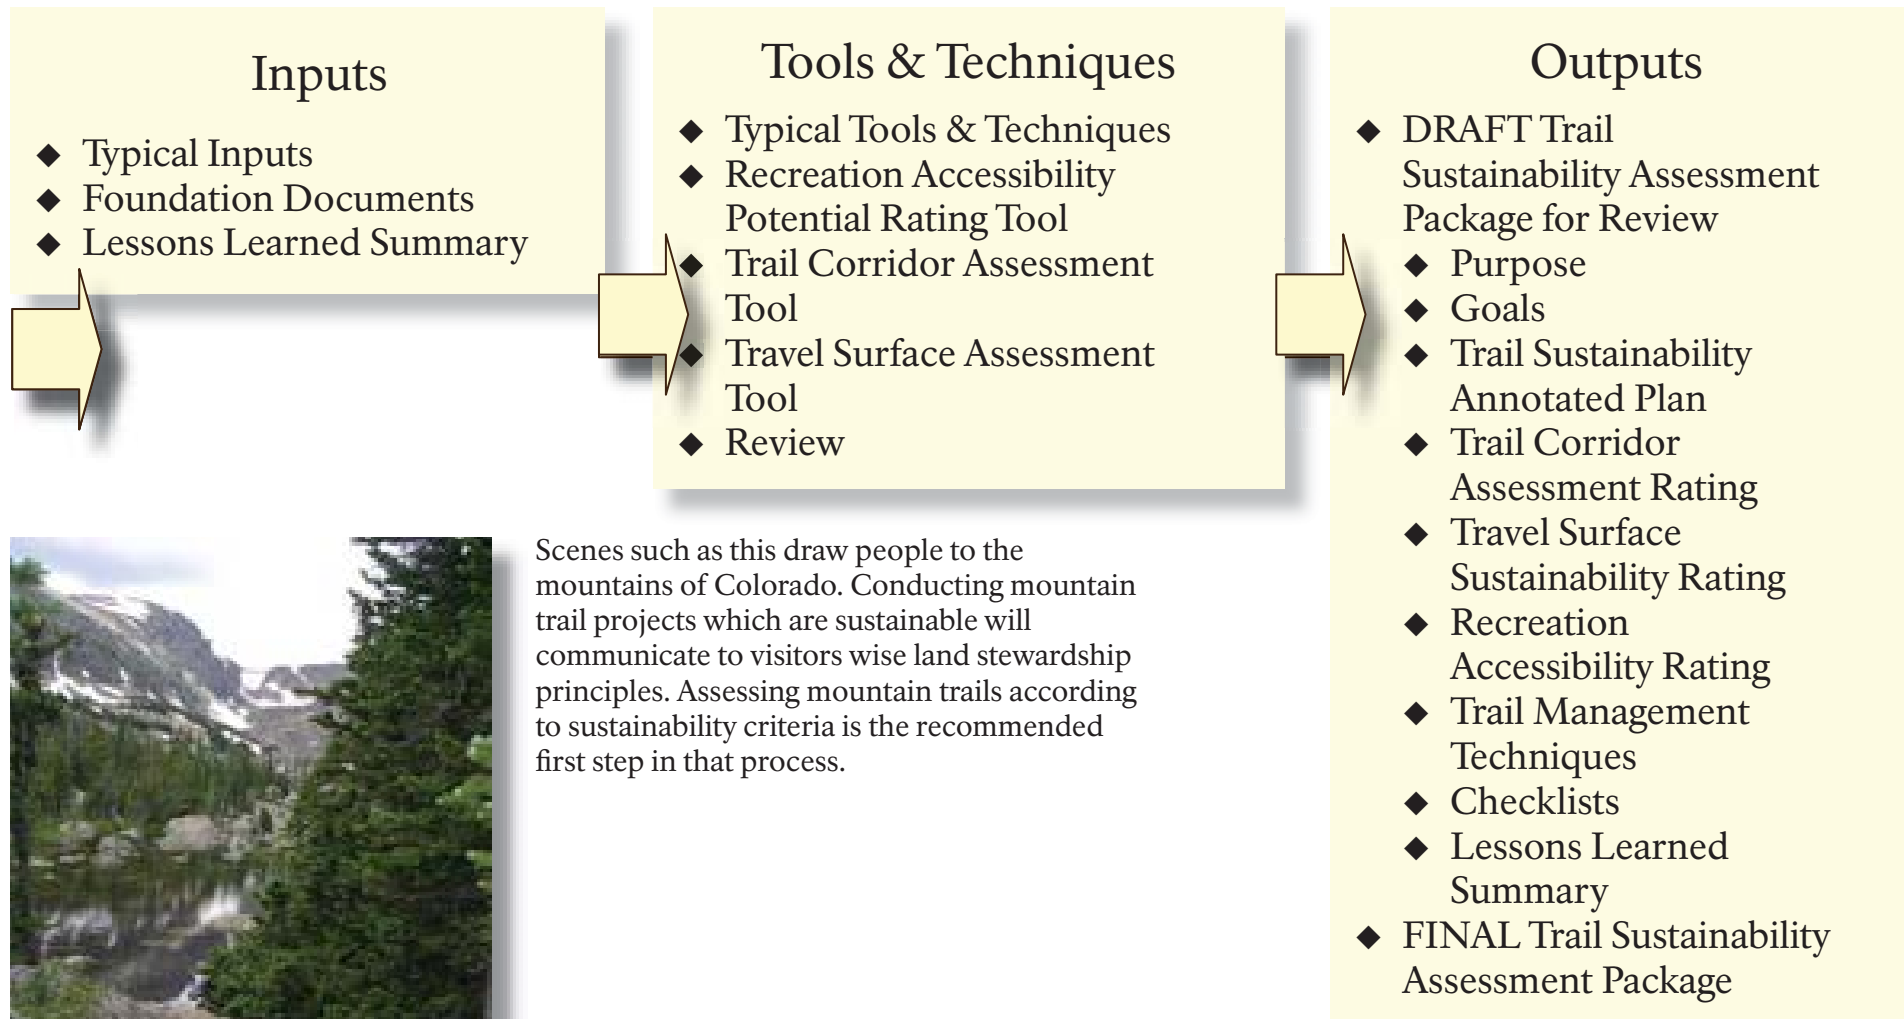 Inputs
◆ Typical Inputs
◆ Foundation Documents
◆ Lessons Learned Summary
Tools & Techniques
◆ Typical Tools & Techniques
◆ Recreation Accessibility
Potential Rating Tool
◆ Trail Corridor Assessment
Tool
◆ Travel Surface Assessment
Tool
◆ Review
Outputs
◆ DRAFT Trail
Sustainability Assessment
Package for Review
◆ Purpose
◆ Goals
◆ Trail Sustainability
Annotated Plan
◆ Trail Corridor
Assessment Rating
◆ Travel Surface
Sustainability Rating
◆ Recreation
Accessibility Rating
◆ Trail Management
Techniques
◆ Checklists
◆ Lessons Learned
Summary
◆ FINAL Trail Sustainability
Assessment Package
Scenes such as this draw people to the
mountains of Colorado. Conducting mountain
trail projects which are sustainable will
communicate to visitors wise land stewardship
principles. Assessing mountain trails according
to sustainability criteria is the recommended
first step in that process.